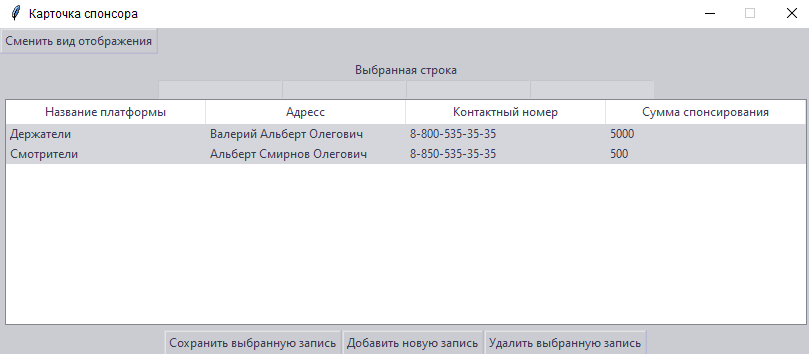 Карточка спонсора
Сменить вид отображения
Выбранная строка
Название платформы Адресс Контактный номер Сумма спонсирования
Держатели Валерий Альберт Олегович 8-800-535-35-35 5000
Смотрители Альберт Смирнов Олегович 8-850-535-35-35 500
Сохранить выбранную запись Добавить новую запись Удалить выбранную запись